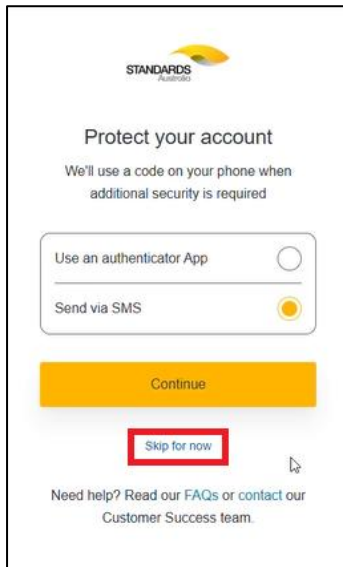 STANDARDS
Australia
Protect your account
We'll use a code on your phone when
additional security is required
Use an authenticator App
Send via SMS
Continue
Skip for now
Need help? Read our FAQs or contact our
Customer Success team.